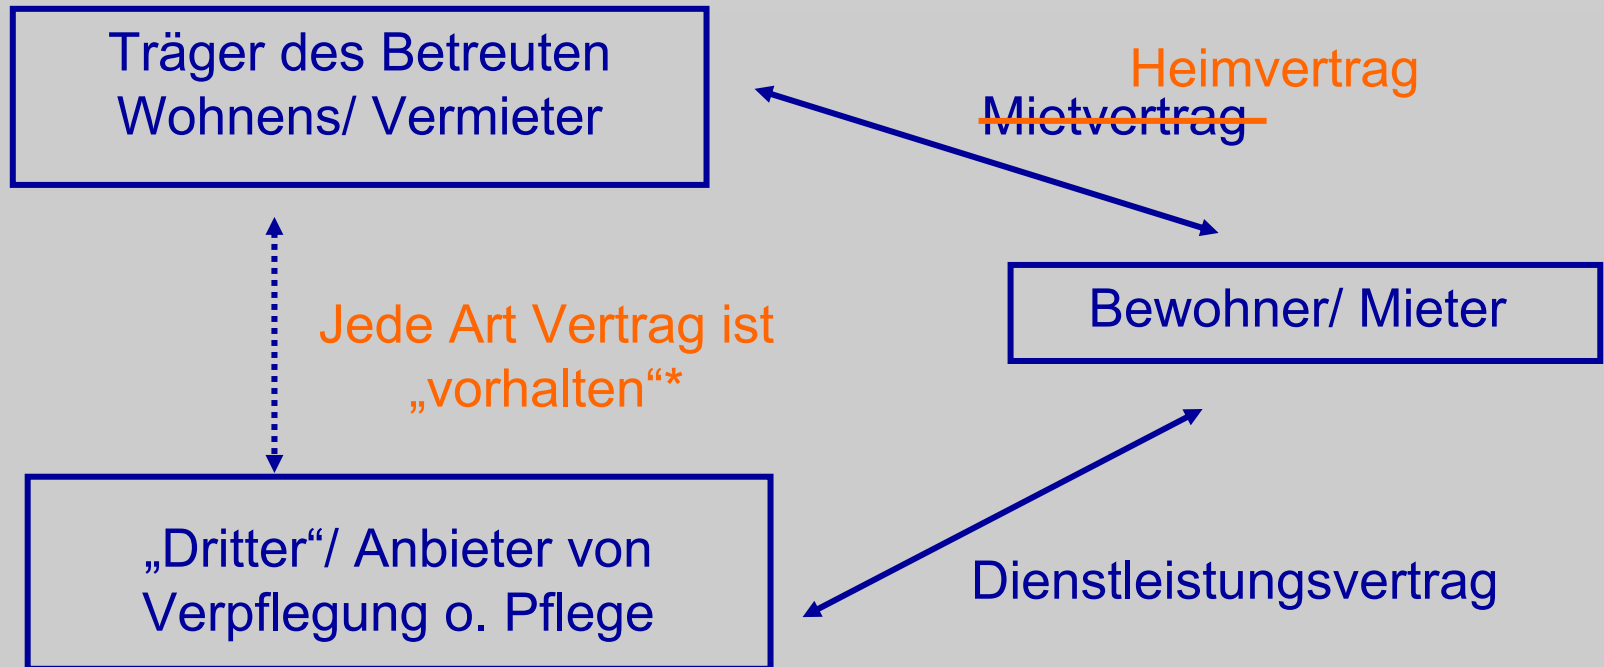 Träger des Betreuten
Wohnens/ Vermieter
Heimvertrag
Mietvertrag
Jede Art Vertrag ist
„vorhalten“*
Bewohner/ Mieter
„Dritter“/ Anbieter von
Verpflegung o. Pflege
Dienstleistungsvertrag